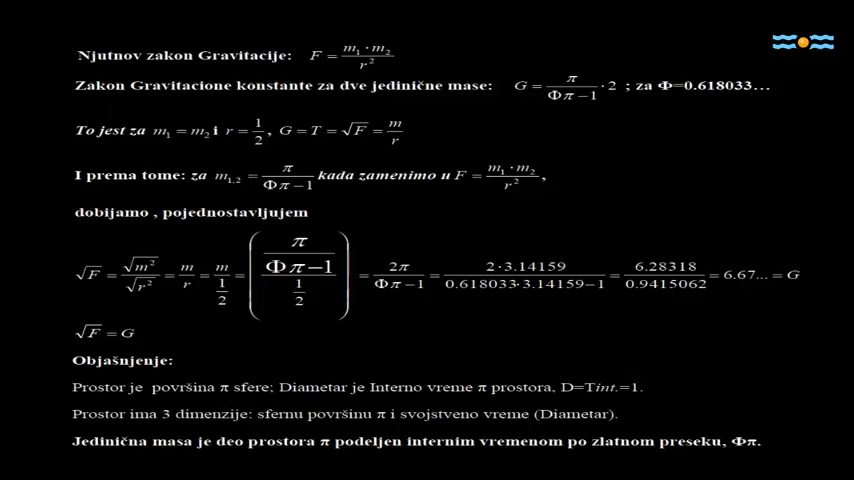 Njutnov zakon Gravitacije: F = m₁·m₂ / r²
Zakon Gravitacione konstante za dve jedinične mase: G = π / (Φπ−1) · 2 ; za Φ=0.618033…
To jest za m₁ = m₂ i r = 1/2, G = T = √F = m/r
I prema tome: za m₁,₂ = π / (Φπ−1) kada zamenimo u F = m₁·m₂ / r² ,
dobijamo , pojednostavljujem
√F = √m² / √r² = m/r = m / (1/2) = ( (π / (Φπ−1)) / (1/2) ) = 2π / (Φπ−1) = 2·3.14159 / (0.618033·3.14159−1) = 6.28318 / 0.9415062 = 6.67... = G
√F = G
Objašnjenje:
Prostor je površina π sfere; Diametar je Interno vreme π prostora, D=Tint.=1.
Prostor ima 3 dimenzije: sfernu površinu π i svojstveno vreme (Diametar).
Jedinična masa je deo prostora π podeljen internim vremenom po zlatnom preseku, Φπ.